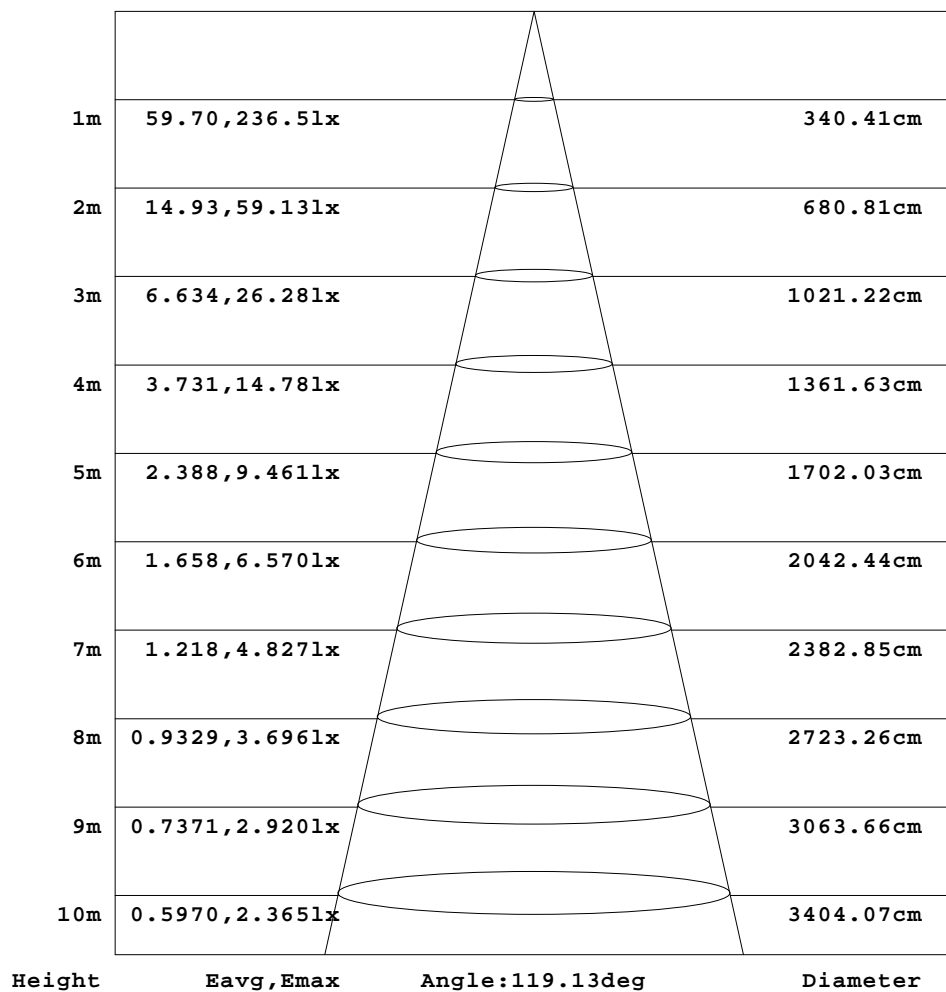 1m 59.70,236.5lx 340.41cm
2m 14.93,59.13lx 680.81cm
3m 6.634,26.28lx 1021.22cm
4m 3.731,14.78lx 1361.63cm
5m 2.388,9.461lx 1702.03cm
6m 1.658,6.570lx 2042.44cm
7m 1.218,4.827lx 2382.85cm
8m 0.9329,3.696lx 2723.26cm
9m 0.7371,2.920lx 3063.66cm
10m 0.5970,2.365lx 3404.07cm
Height Eavg,Emax Angle:119.13deg Diameter